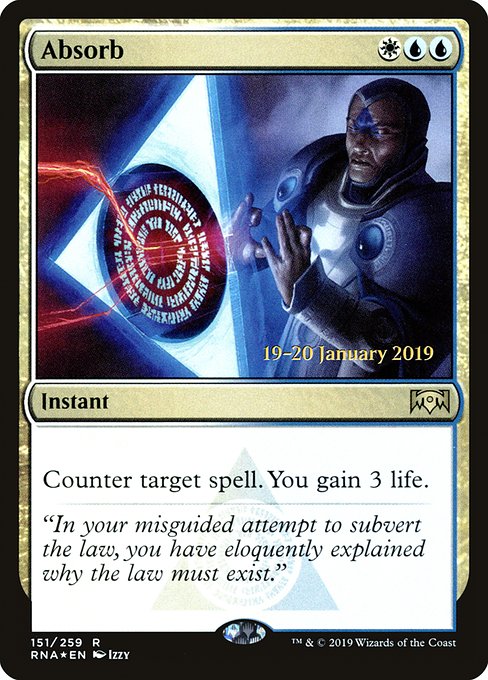 Absorb
19–20 January 2019
Instant
Counter target spell. You gain 3 life.
“In your misguided attempt to subvert
the law, you have eloquently explained
why the law must exist.”
151/259 R
RNA★EN Izzy
™ & © 2019 Wizards of the Coast